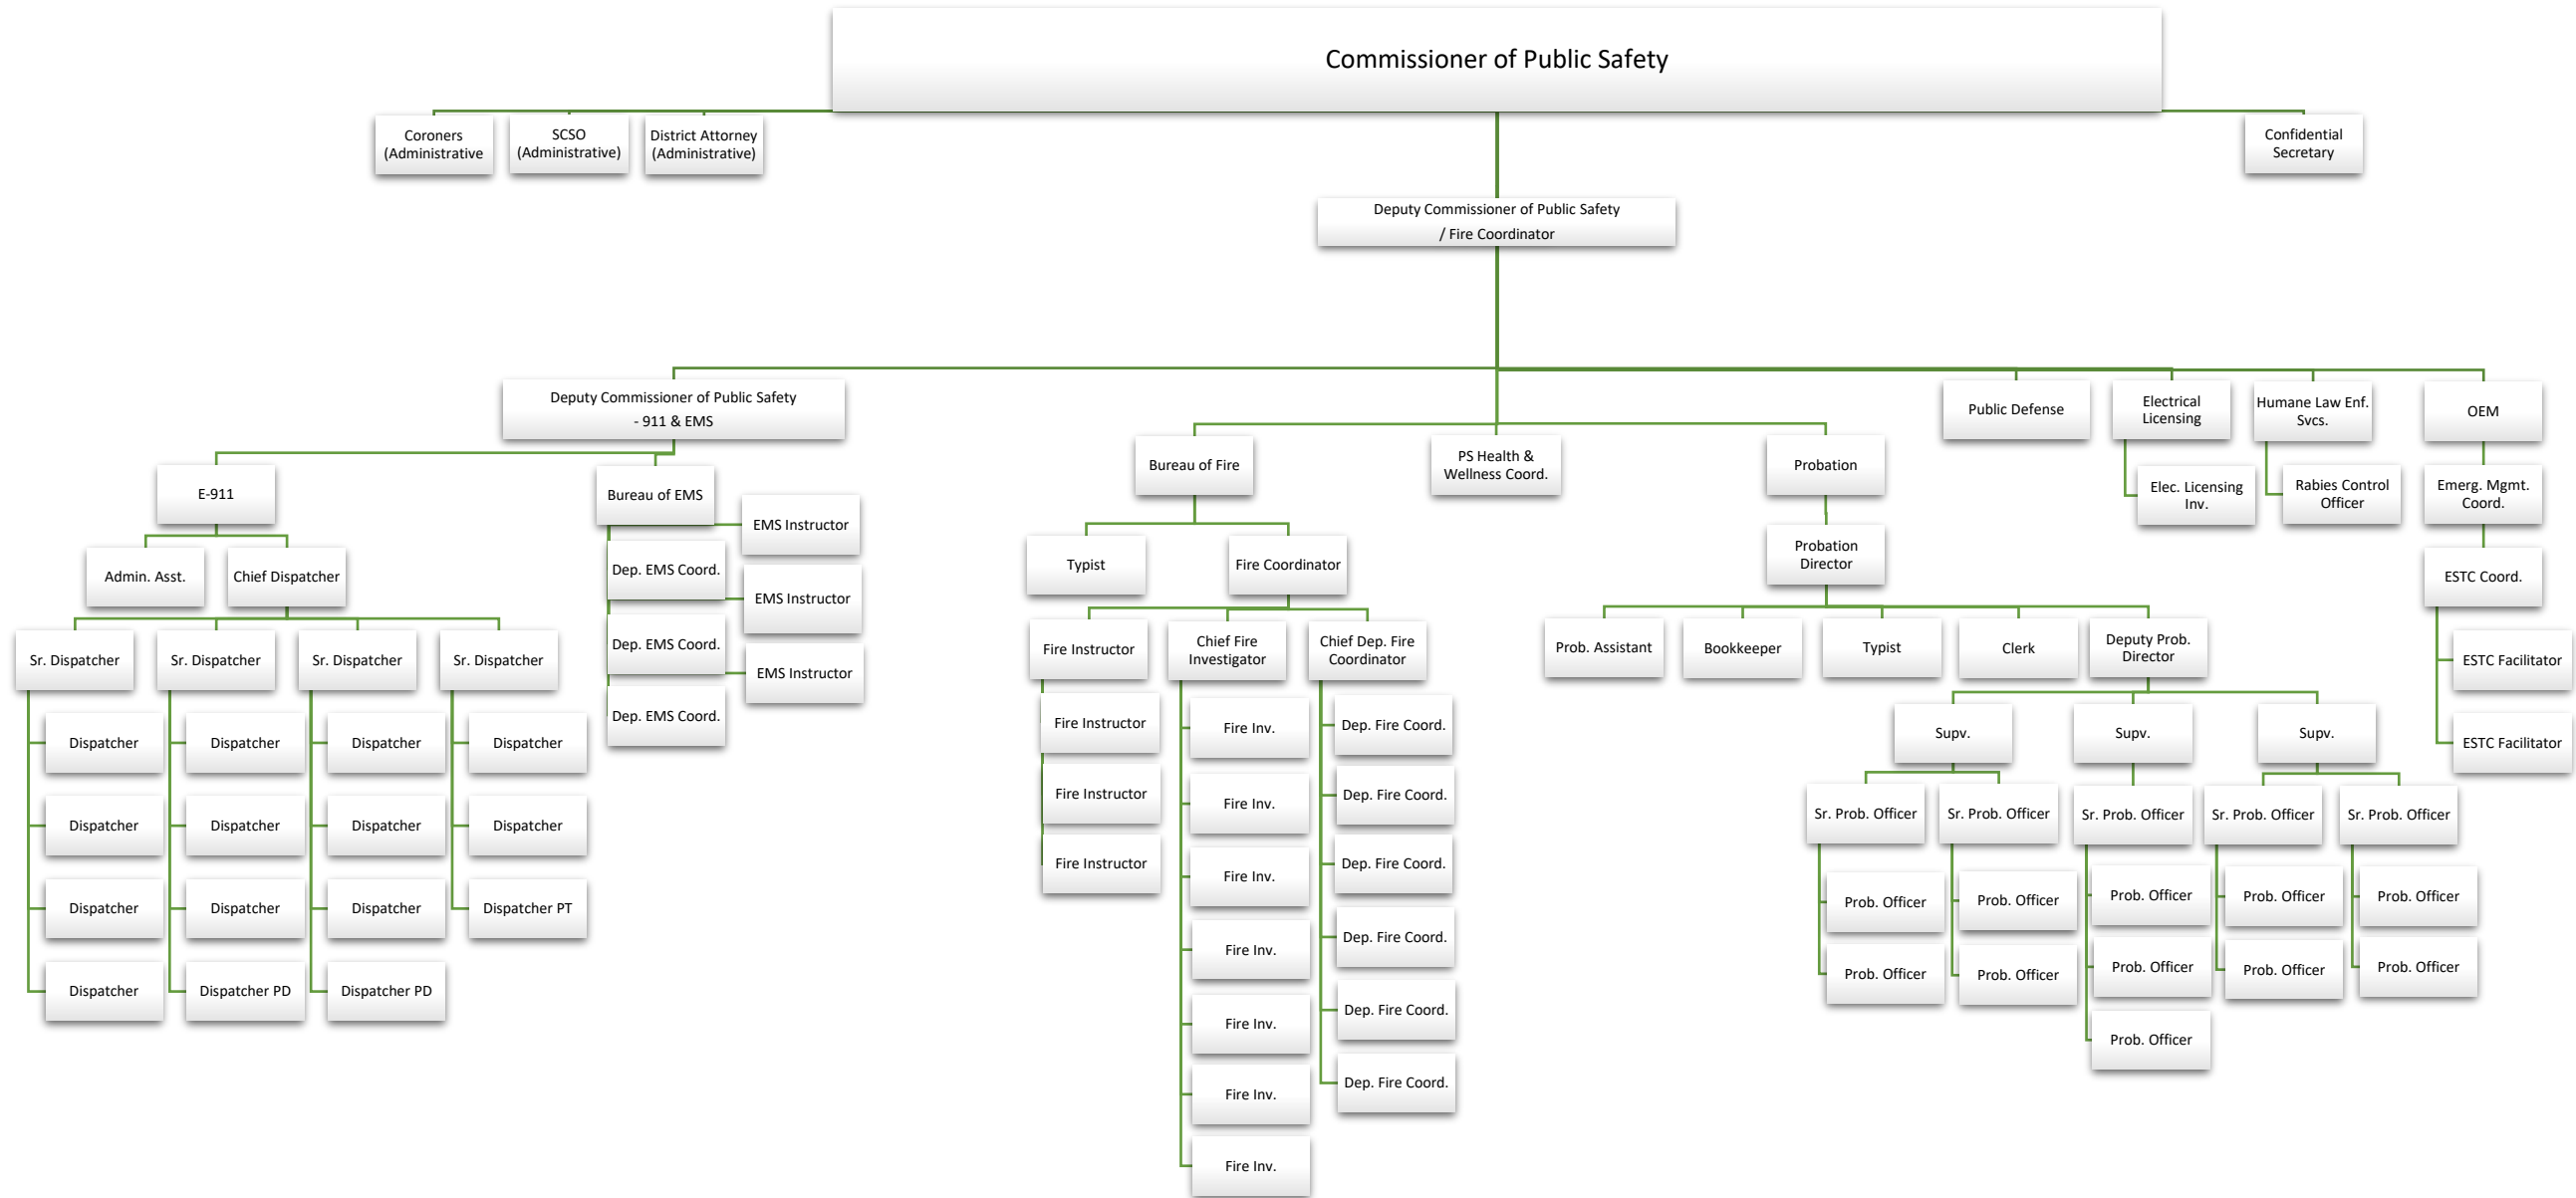 Commissioner of Public Safety
Coroners
(Administrative
SCSO
(Administrative)
District Attorney
(Administrative)
Confidential
Secretary
Deputy Commissioner of Public Safety
/ Fire Coordinator
Deputy Commissioner of Public Safety
- 911 & EMS
E-911
Admin. Asst.
Chief Dispatcher
Sr. Dispatcher
Dispatcher
Dispatcher
Dispatcher
Dispatcher
Sr. Dispatcher
Dispatcher
Dispatcher
Dispatcher
Dispatcher PD
Sr. Dispatcher
Dispatcher
Dispatcher
Dispatcher
Dispatcher PD
Sr. Dispatcher
Dispatcher
Dispatcher
Dispatcher PT
Bureau of EMS
EMS Instructor
Dep. EMS Coord.
EMS Instructor
Dep. EMS Coord.
EMS Instructor
Dep. EMS Coord.
Bureau of Fire
Typist
Fire Coordinator
Fire Instructor
Fire Instructor
Fire Instructor
Fire Instructor
Chief Fire
Investigator
Fire Inv.
Fire Inv.
Fire Inv.
Fire Inv.
Fire Inv.
Fire Inv.
Fire Inv.
Chief Dep. Fire
Coordinator
Dep. Fire Coord.
Dep. Fire Coord.
Dep. Fire Coord.
Dep. Fire Coord.
Dep. Fire Coord.
Dep. Fire Coord.
PS Health &
Wellness Coord.
Probation
Probation
Director
Prob. Assistant
Bookkeeper
Typist
Clerk
Deputy Prob.
Director
Supv.
Sr. Prob. Officer
Prob. Officer
Prob. Officer
Sr. Prob. Officer
Prob. Officer
Prob. Officer
Supv.
Sr. Prob. Officer
Prob. Officer
Prob. Officer
Prob. Officer
Supv.
Sr. Prob. Officer
Prob. Officer
Prob. Officer
Sr. Prob. Officer
Prob. Officer
Prob. Officer
Public Defense
Electrical
Licensing
Elec. Licensing
Inv.
Humane Law Enf.
Svcs.
Rabies Control
Officer
OEM
Emerg. Mgmt.
Coord.
ESTC Coord.
ESTC Facilitator
ESTC Facilitator